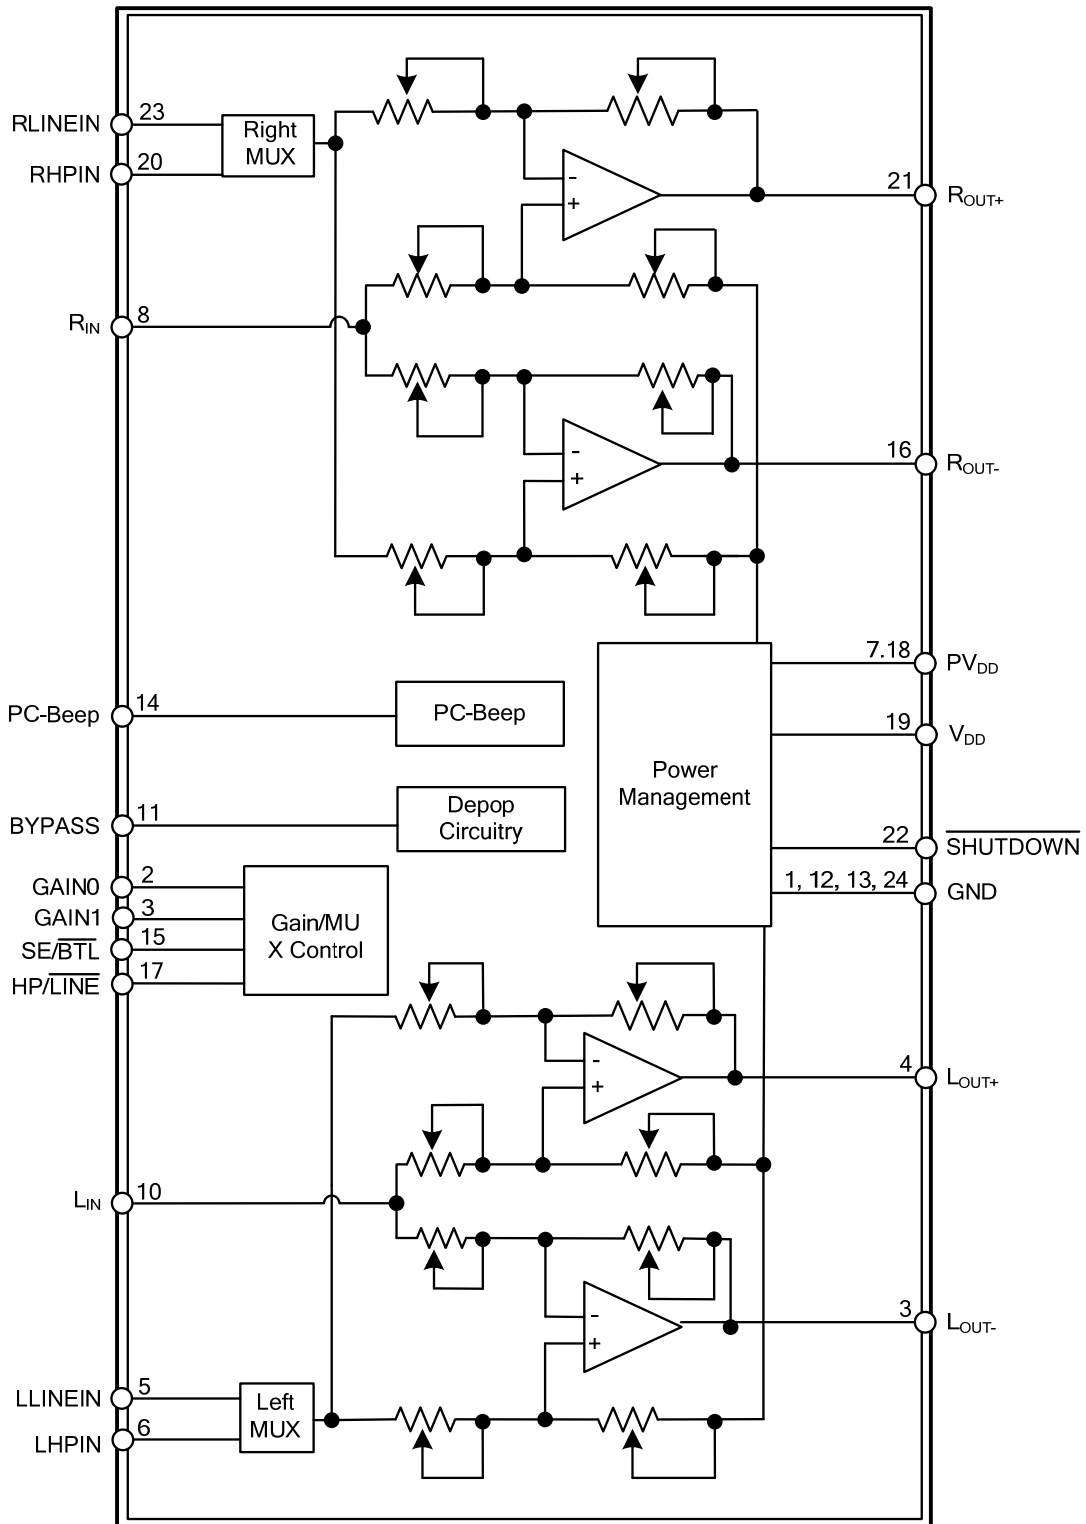 RLINEIN
23
RHPIN
20
Right
MUX
-
+
21
ROUT+
RIN
8
-
+
16
ROUT-
7.18
PVDD
PC-Beep
14
PC-Beep
19
VDD
Power
Management
BYPASS
11
Depop
Circuitry
22
SHUTDOWN
1, 12, 13, 24
GND
GAIN0
2
GAIN1
3
SE/BTL
15
HP/LINE
17
Gain/MU
X Control
-
+
4
LOUT+
LIN
10
-
+
3
LOUT-
LLINEIN
5
LHPIN
6
Left
MUX